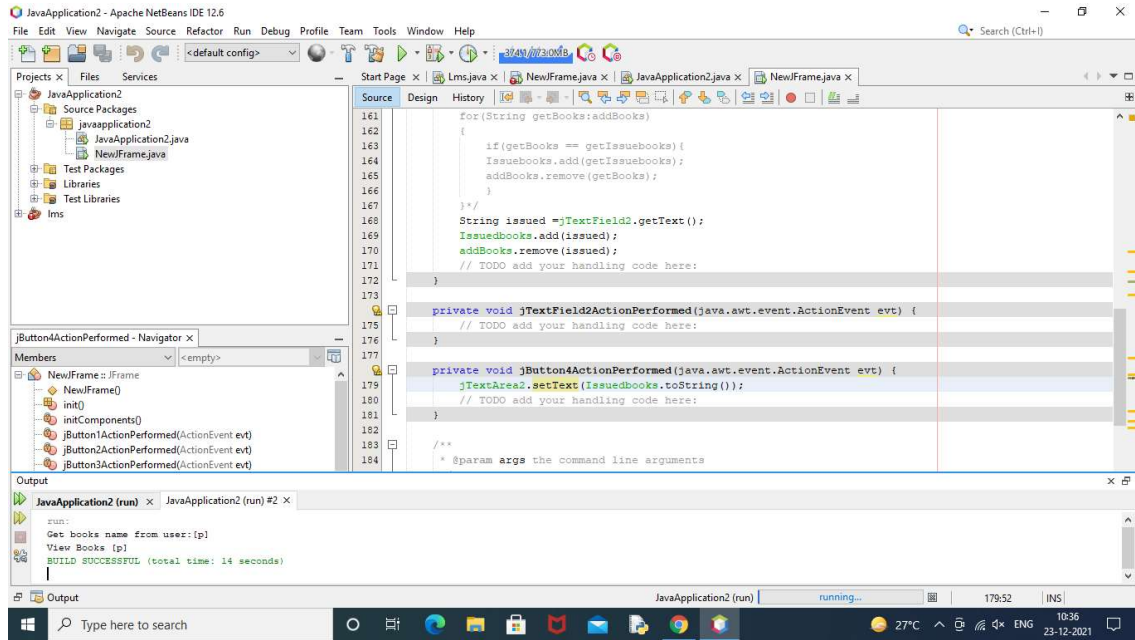 JavaApplication2 - Apache NetBeans IDE 12.6
File Edit View Navigate Source Refactor Run Debug Profile Team Tools Window Help
Search (Ctrl+I)
<default config>
Projects Files Services
Start Page Lms.java NewJFrame.java JavaApplication2.java NewJFrame.java
Source Design History
JavaApplication2
Source Packages
javaapplication2
JavaApplication2.java
NewJFrame.java
Test Packages
Libraries
Test Libraries
lms
161 for(String getBooks:addBooks)
162 {
163 if(getBooks == getIssuebooks){
164 Issuebooks.add(getIssuebooks);
165 addBooks.remove(getBooks);
166 }
167 }*/
168 String issued =jTextField2.getText();
169 Issuedbooks.add(issued);
170 addBooks.remove(issued);
171 // TODO add your handling code here:
172 }
173
private void jTextField2ActionPerformed(java.awt.event.ActionEvent evt) {
175 // TODO add your handling code here:
176 }
177
private void jButton4ActionPerformed(java.awt.event.ActionEvent evt) {
179 jTextArea2.setText(Issuedbooks.toString());
180 // TODO add your handling code here:
181 }
182
183 /**
184 * @param args the command line arguments
jButton4ActionPerformed - Navigator
Members <empty>
NewJFrame :: JFrame
NewJFrame()
init()
initComponents()
jButton1ActionPerformed(ActionEvent evt)
jButton2ActionPerformed(ActionEvent evt)
jButton3ActionPerformed(ActionEvent evt)
Output
JavaApplication2 (run) JavaApplication2 (run) #2
run:
Get books name from user:[p]
View Books [p]
BUILD SUCCESSFUL (total time: 14 seconds)
Output
JavaApplication2 (run) running... 179:52 INS
Type here to search
27°C ENG
10:36
23-12-2021